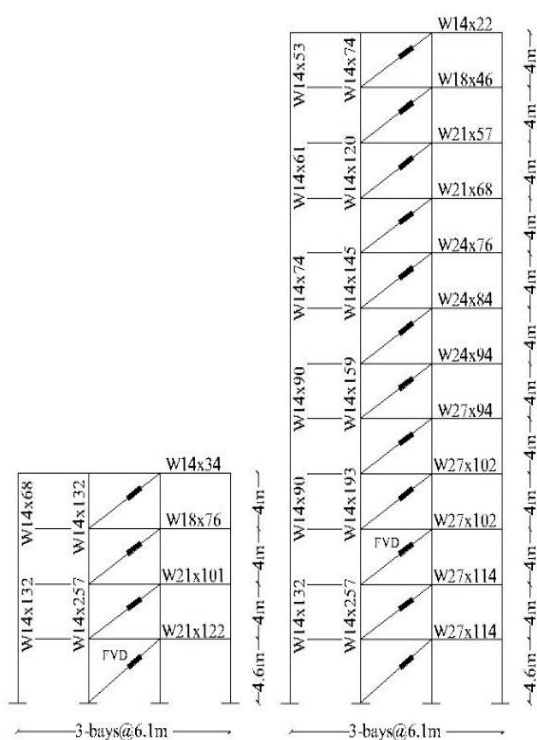 W14x22
W14x53
W14x74
4m
W18x46
4m
W21x57
W14x61
W14x120
4m
W21x68
4m
W24x76
W14x74
W14x145
4m
W24x84
4m
W24x94
W14x90
W14x159
4m
W27x94
4m
W27x102
W14x90
W14x193
4m
W27x102
FVD
4m
W27x114
W14x132
W14x257
4m
W27x114
4.6m
3-bays@6.1m
W14x34
W14x68
W14x132
4m
W18x76
4m
W21x101
W14x132
W14x257
4m
W21x122
FVD
4.6m
3-bays@6.1m